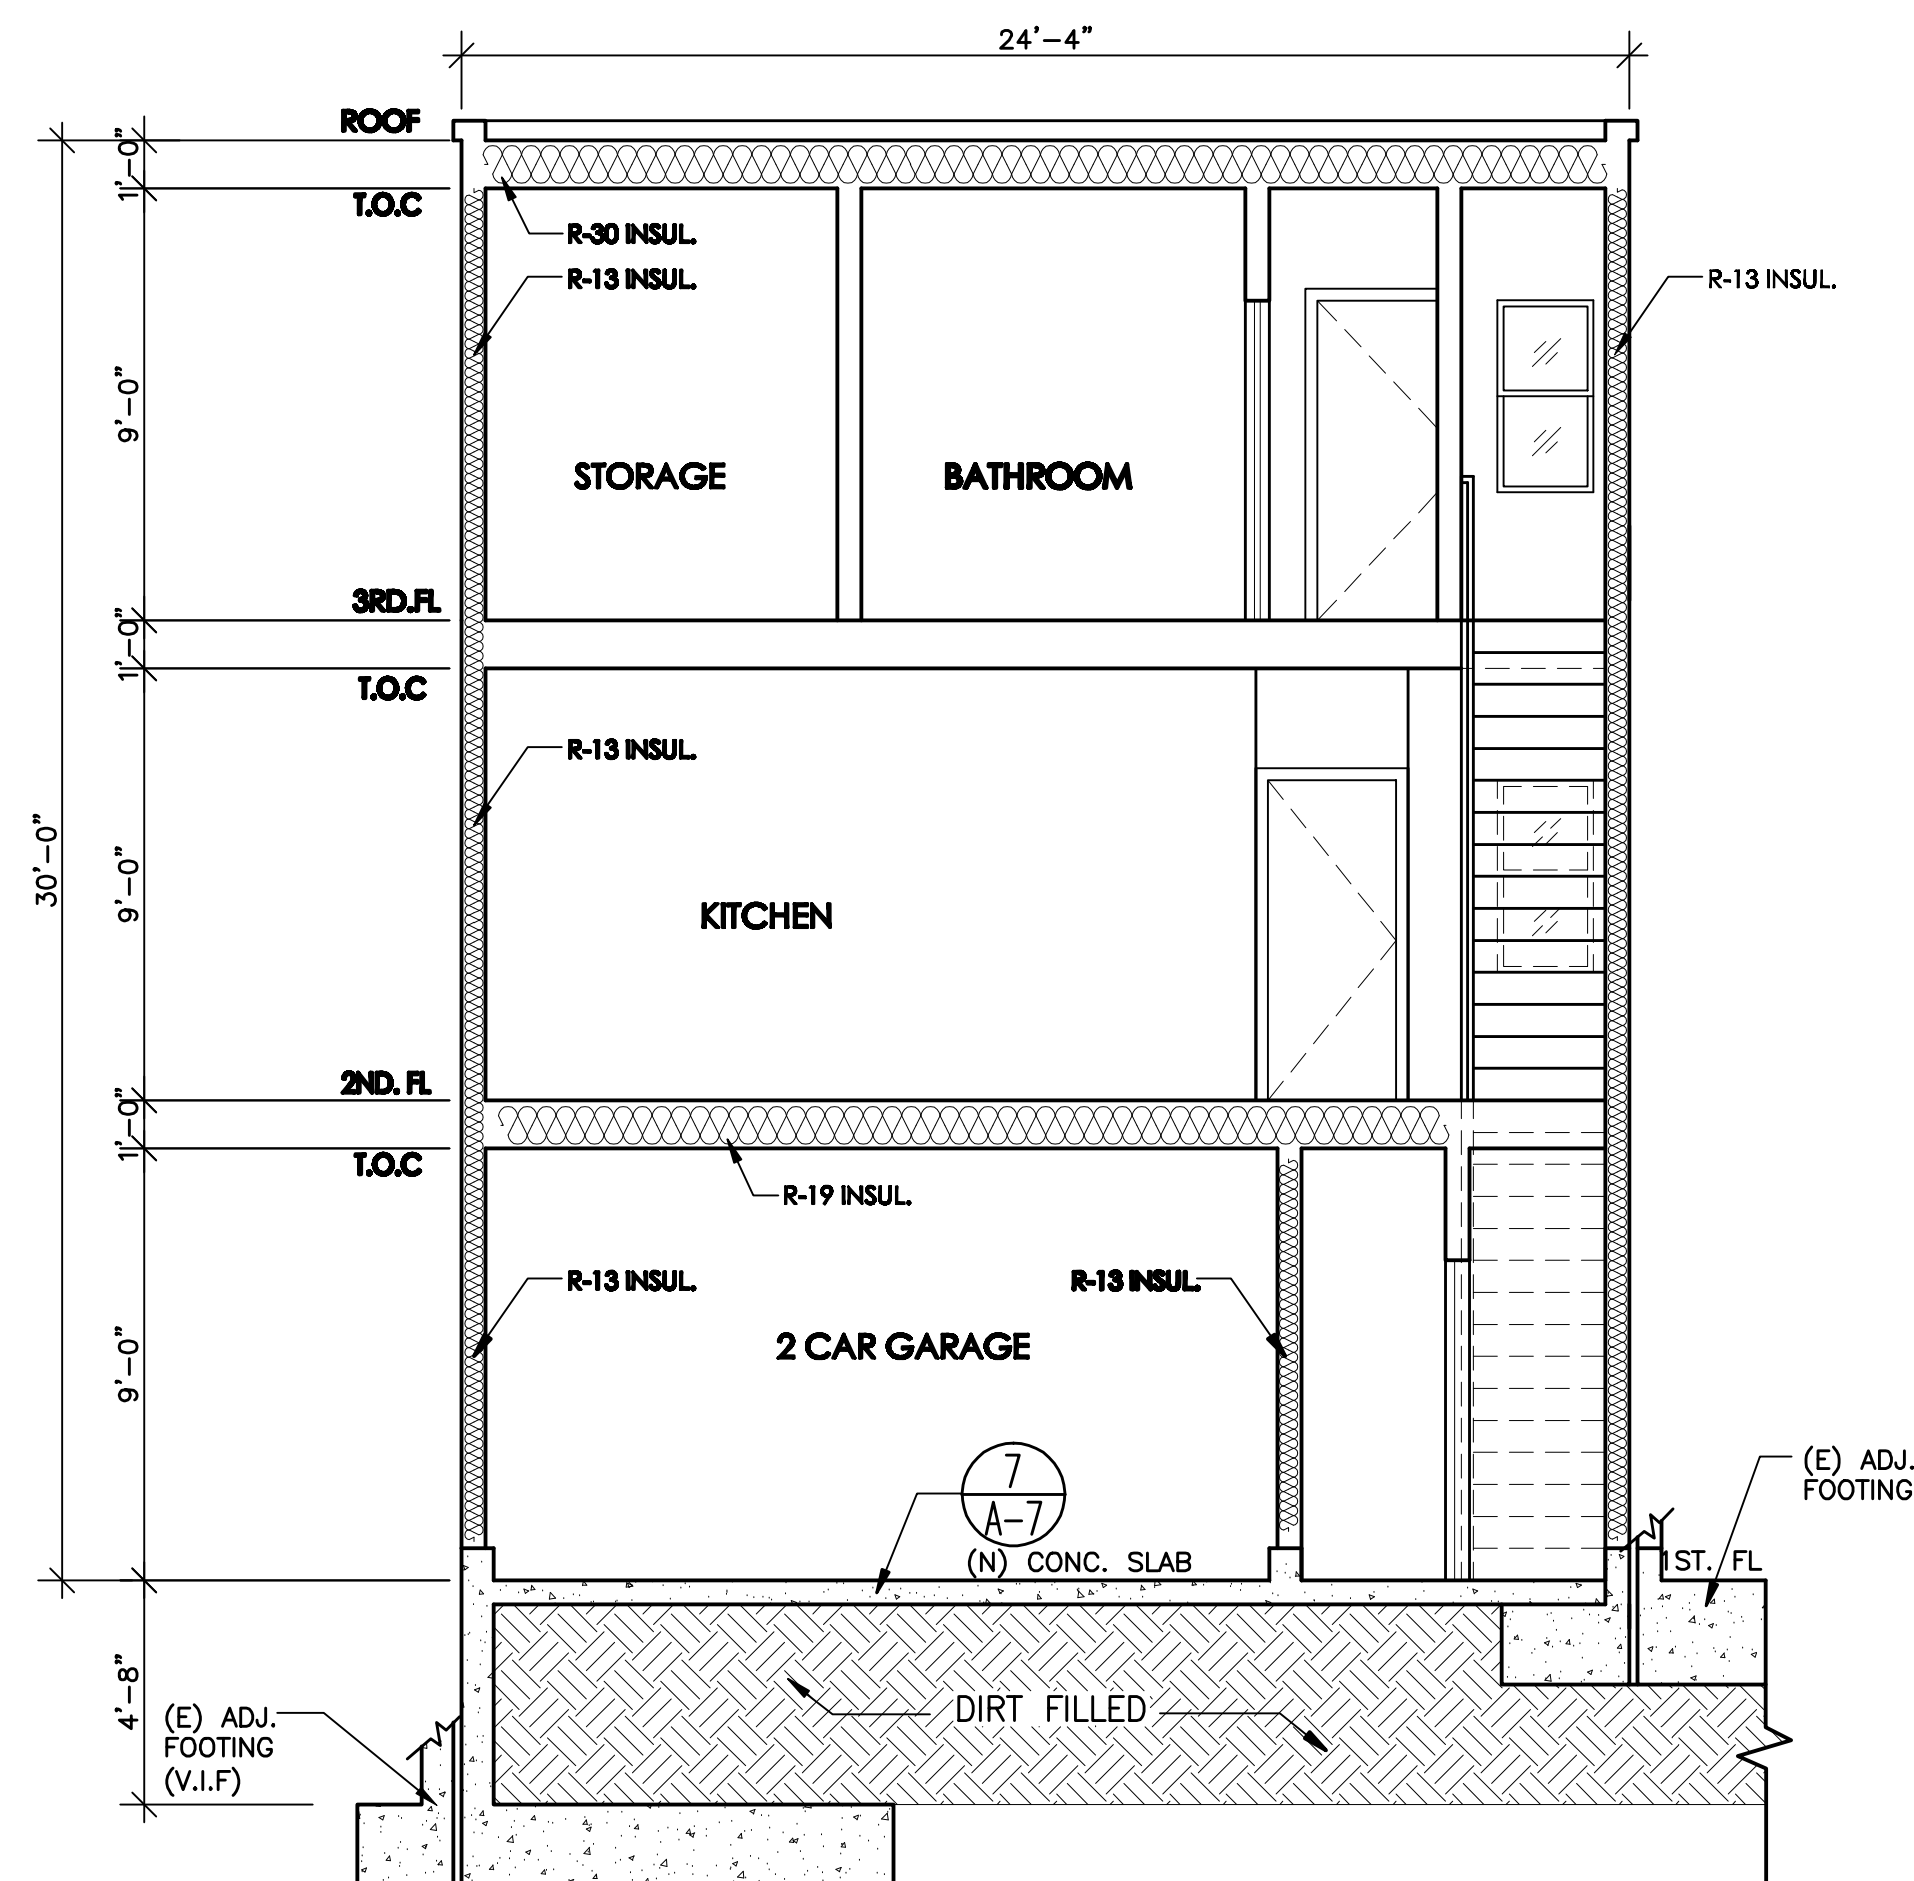 24'-4"
ROOF
1'-0"
T.O.C
R-30 INSUL.
R-13 INSUL.
R-13 INSUL.
9'-0"
STORAGE
BATHROOM
3RD.FL
1'-0"
T.O.C
R-13 INSUL.
30'-0"
9'-0"
KITCHEN
2ND. FL
1'-0"
T.O.C
R-19 INSUL.
R-13 INSUL.
R-13 INSUL.
9'-0"
2 CAR GARAGE
7
A-7
(E) ADJ.
FOOTING
(N) CONC. SLAB
1ST. FL
4'-8"
(E) ADJ.
FOOTING
(V.I.F)
DIRT FILLED